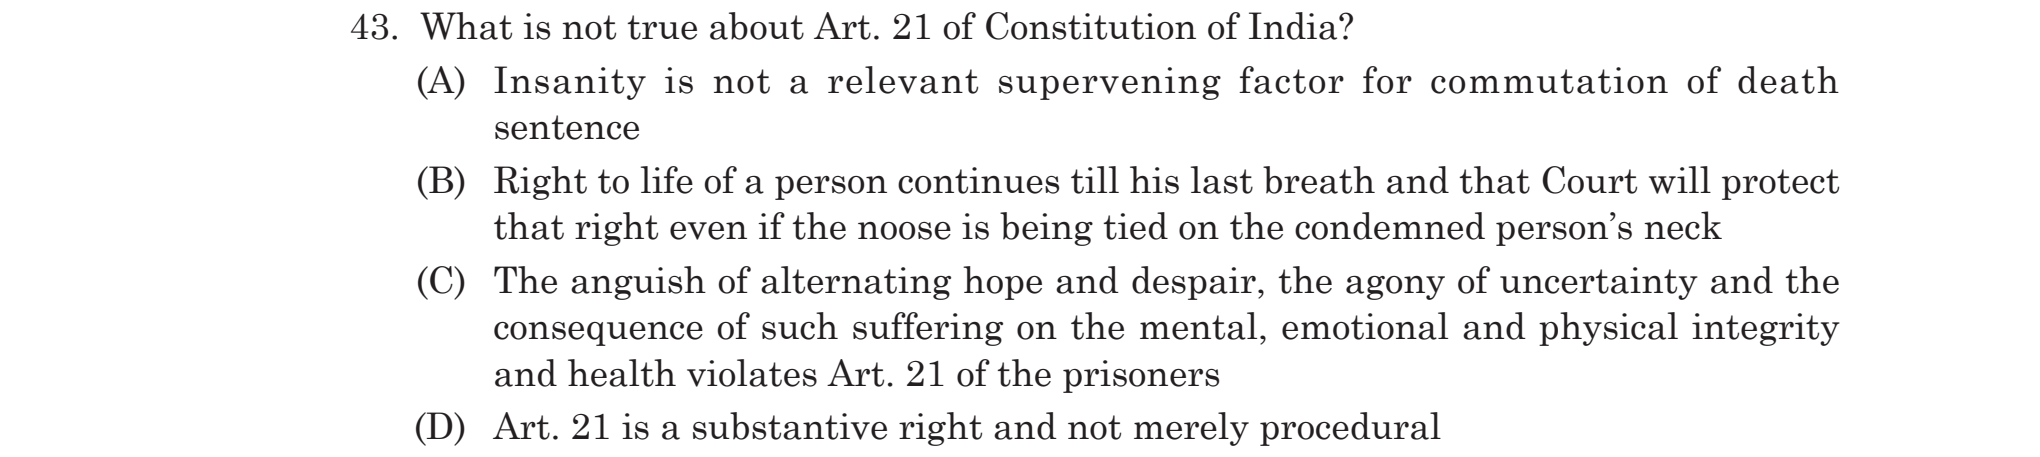 43. What is not true about Art. 21 of Constitution of India?
(A) Insanity is not a relevant supervening factor for commutation of death
sentence
(B) Right to life of a person continues till his last breath and that Court will protect
that right even if the noose is being tied on the condemned person’s neck
(C) The anguish of alternating hope and despair, the agony of uncertainty and the
consequence of such suffering on the mental, emotional and physical integrity
and health violates Art. 21 of the prisoners
(D) Art. 21 is a substantive right and not merely procedural